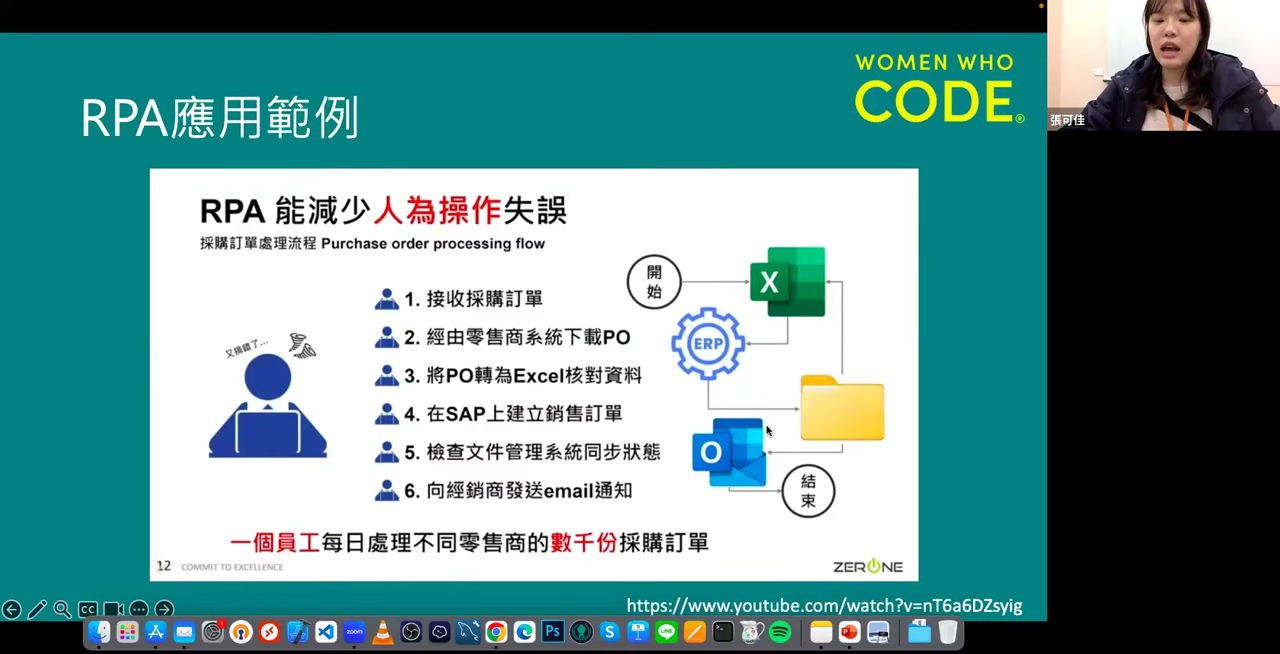 WOMEN WHO
CODE®
RPA應用範例
張可佳
RPA 能減少人為操作失誤
採購訂單處理流程 Purchase order processing flow
開始
X
ERP
1. 接收採購訂單
2. 經由零售商系統下載PO
3. 將PO轉為Excel核對資料
4. 在SAP上建立銷售訂單
5. 檢查文件管理系統同步狀態
6. 向經銷商發送email通知
又搞錯了...
O
結束
一個員工每日處理不同零售商的數千份採購訂單
12 COMMIT TO EXCELLENCE
ZERONE
https://www.youtube.com/watch?v=nT6a6DZsyig
CC
zoom
Ps
S
LINE